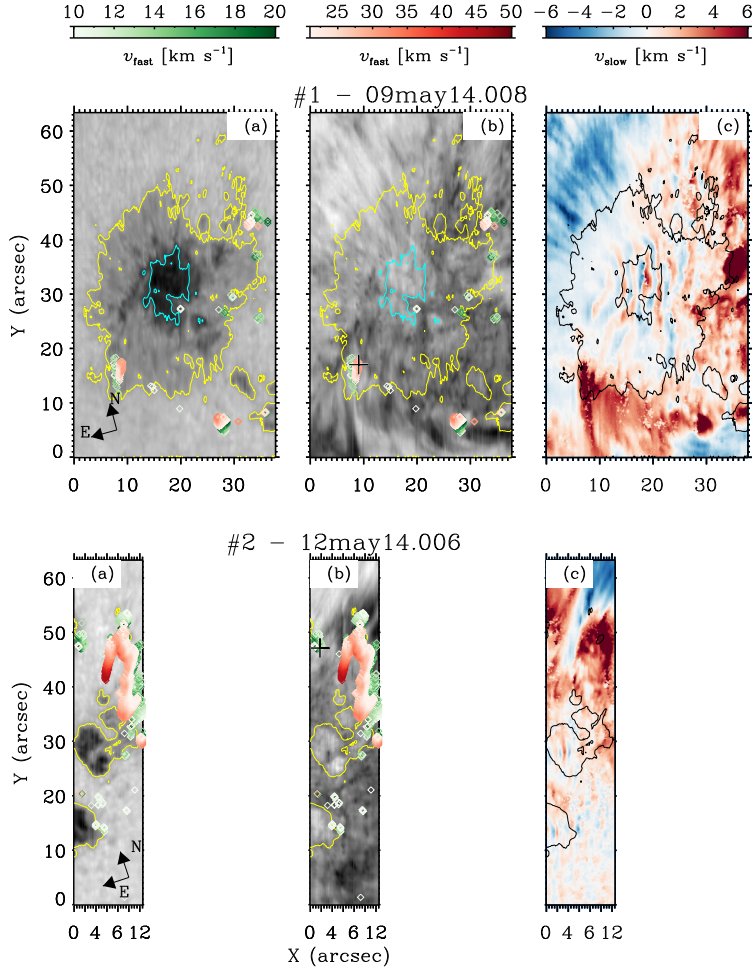 10 12 14 16 18 20
v_fast [km s⁻¹]
25 30 35 40 45 50
v_fast [km s⁻¹]
−6 −4 −2 0 2 4 6
v_slow [km s⁻¹]
#1 − 09may14.008
(a)
(b)
(c)
60
50
40
30
20
10
0
Y (arcsec)
N
E
0 10 20 30
0 10 20 30
0 10 20 30
#2 − 12may14.006
(a)
(b)
(c)
60
50
40
30
20
10
0
Y (arcsec)
N
E
0 4 8 12
0 4 8 12
0 4 8 12
X (arcsec)